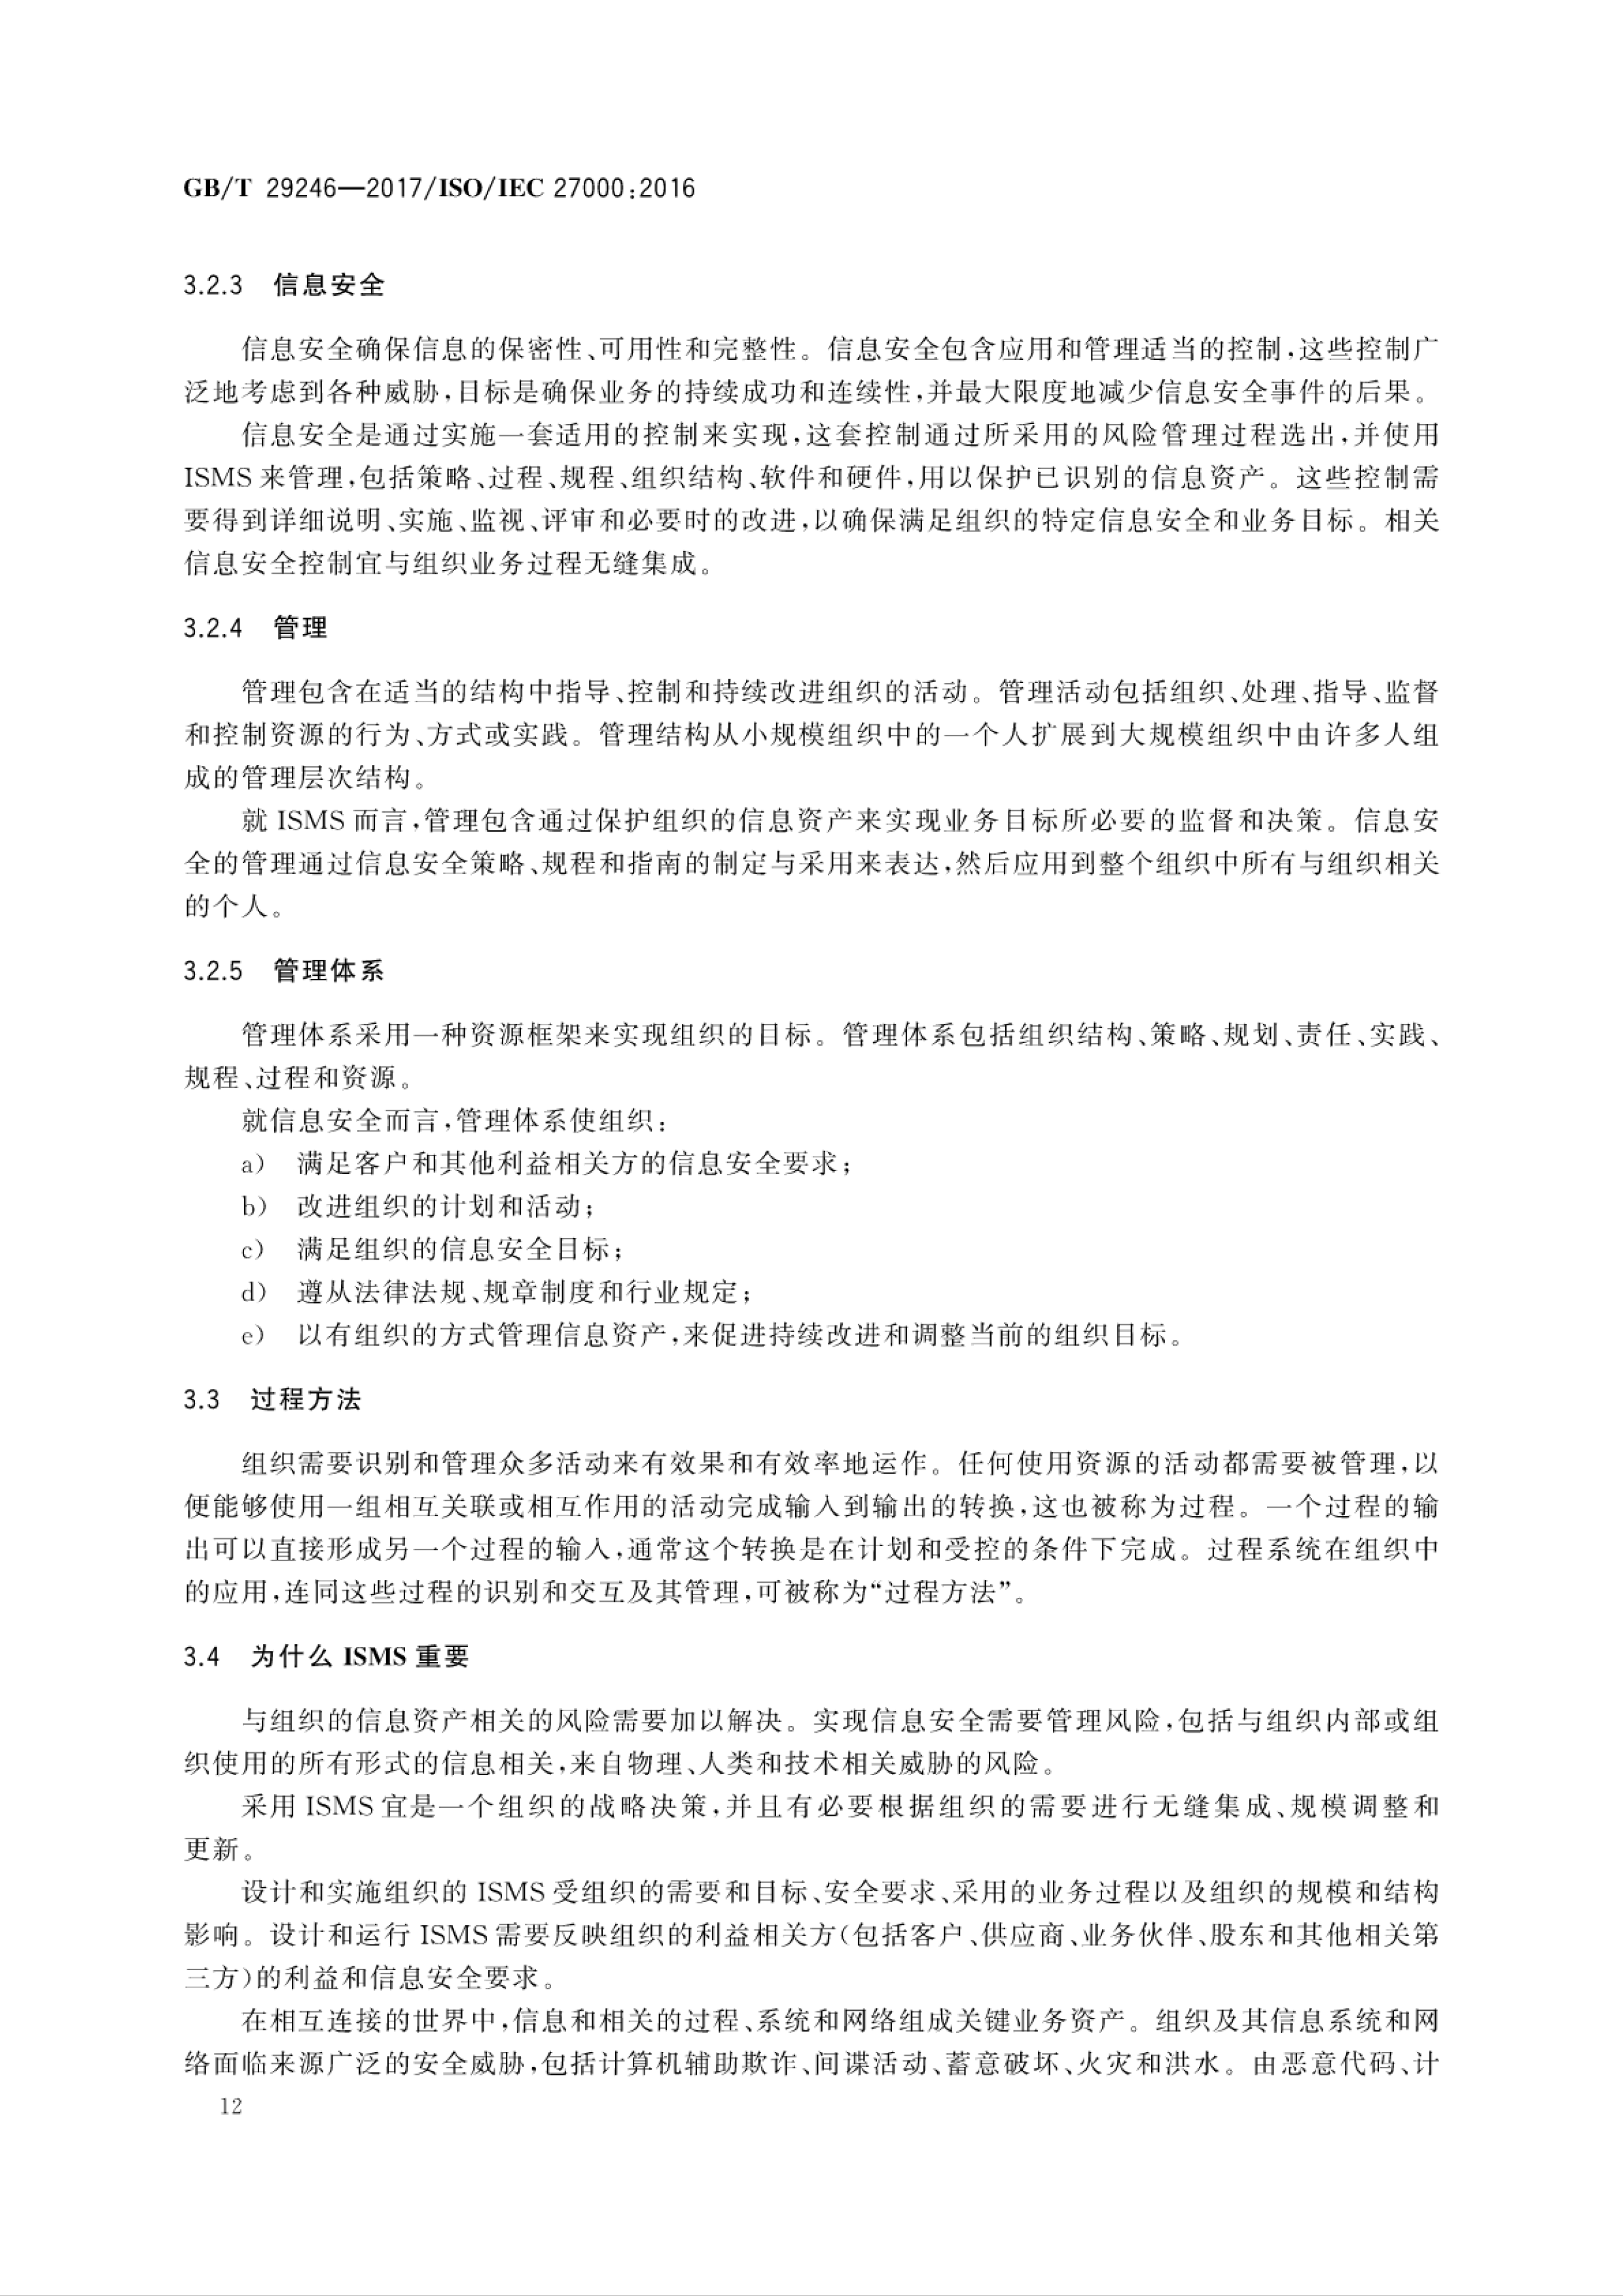 GB/T 29246—2017/ISO/IEC 27000:2016
3.2.3 信息安全
信息安全确保信息的保密性、可用性和完整性。信息安全包含应用和管理适当的控制,这些控制广
泛地考虑到各种威胁,目标是确保业务的持续成功和连续性,并最大限度地减少信息安全事件的后果。
信息安全是通过实施一套适用的控制来实现,这套控制通过所采用的风险管理过程选出,并使用
ISMS 来管理,包括策略、过程、规程、组织结构、软件和硬件,用以保护已识别的信息资产。这些控制需
要得到详细说明、实施、监视、评审和必要时的改进,以确保满足组织的特定信息安全和业务目标。相关
信息安全控制宜与组织业务过程无缝集成。
3.2.4 管理
管理包含在适当的结构中指导、控制和持续改进组织的活动。管理活动包括组织、处理、指导、监督
和控制资源的行为、方式或实践。管理结构从小规模组织中的一个人扩展到大规模组织中由许多人组
成的管理层次结构。
就 ISMS 而言,管理包含通过保护组织的信息资产来实现业务目标所必要的监督和决策。信息安
全的管理通过信息安全策略、规程和指南的制定与采用来表达,然后应用到整个组织中所有与组织相关
的个人。
3.2.5 管理体系
管理体系采用一种资源框架来实现组织的目标。管理体系包括组织结构、策略、规划、责任、实践、
规程、过程和资源。
就信息安全而言,管理体系使组织:
a) 满足客户和其他利益相关方的信息安全要求;
b) 改进组织的计划和活动;
c) 满足组织的信息安全目标;
d) 遵从法律法规、规章制度和行业规定;
e) 以有组织的方式管理信息资产,来促进持续改进和调整当前的组织目标。
3.3 过程方法
组织需要识别和管理众多活动来有效果和有效率地运作。任何使用资源的活动都需要被管理,以
便能够使用一组相互关联或相互作用的活动完成输入到输出的转换,这也被称为过程。一个过程的输
出可以直接形成另一个过程的输入,通常这个转换是在计划和受控的条件下完成。过程系统在组织中
的应用,连同这些过程的识别和交互及其管理,可被称为“过程方法”。
3.4 为什么 ISMS 重要
与组织的信息资产相关的风险需要加以解决。实现信息安全需要管理风险,包括与组织内部或组
织使用的所有形式的信息相关,来自物理、人类和技术相关威胁的风险。
采用 ISMS 宜是一个组织的战略决策,并且有必要根据组织的需要进行无缝集成、规模调整和
更新。
设计和实施组织的 ISMS 受组织的需要和目标、安全要求、采用的业务过程以及组织的规模和结构
影响。设计和运行 ISMS 需要反映组织的利益相关方(包括客户、供应商、业务伙伴、股东和其他相关第
三方)的利益和信息安全要求。
在相互连接的世界中,信息和相关的过程、系统和网络组成关键业务资产。组织及其信息系统和网
络面临来源广泛的安全威胁,包括计算机辅助欺诈、间谍活动、蓄意破坏、火灾和洪水。由恶意代码、计
12